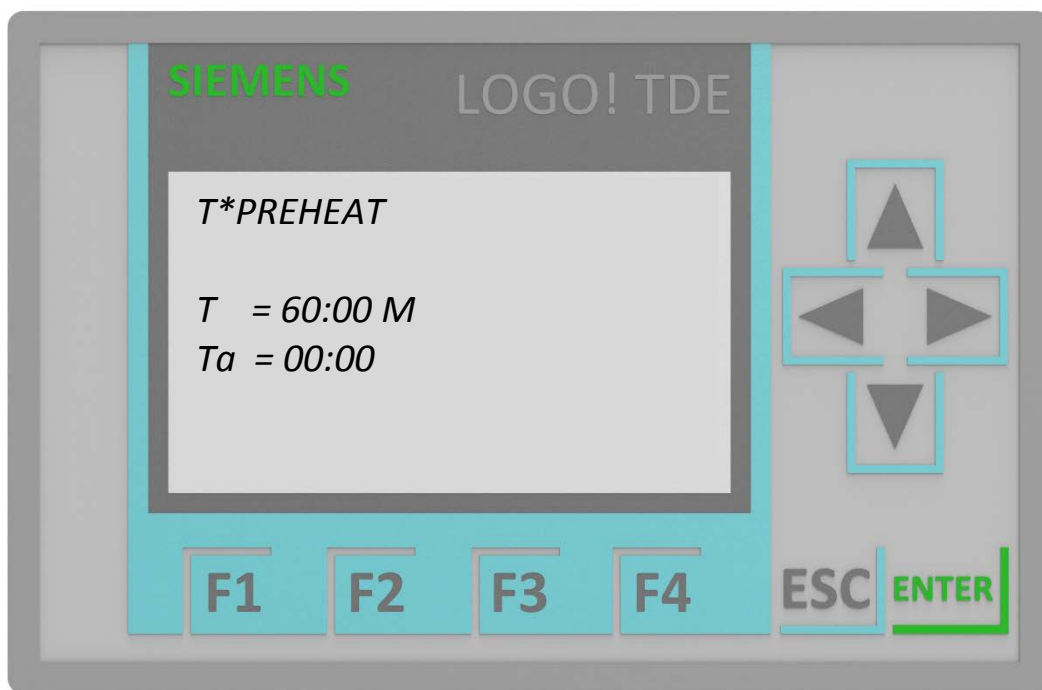 SIEMENS
LOGO! TDE
T*PREHEAT
T = 60:00 M
Ta = 00:00
F1 F2 F3 F4
ESC ENTER